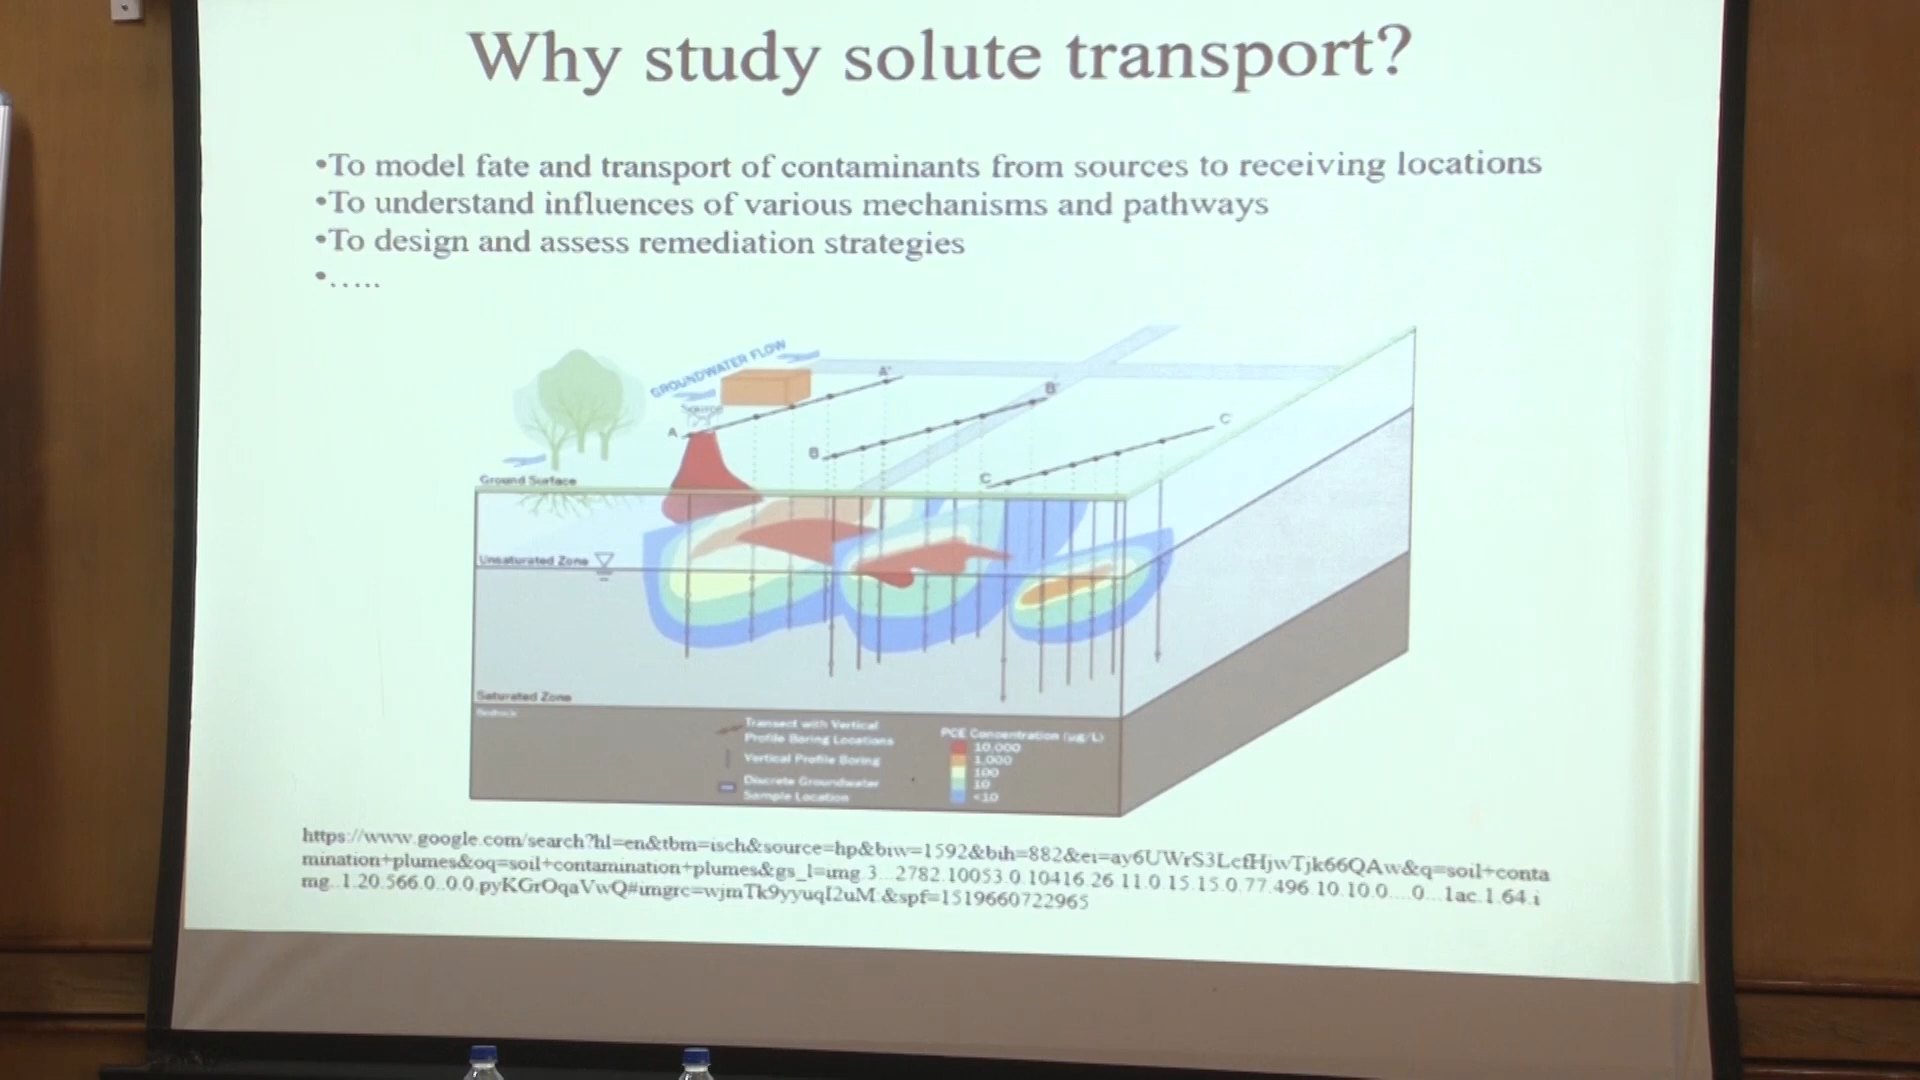 Why study solute transport?
•To model fate and transport of contaminants from sources to receiving locations
•To understand influences of various mechanisms and pathways
•To design and assess remediation strategies
•.....
GROUNDWATER FLOW
Source
A
A'
B
B'
C
C'
Ground Surface
Unsaturated Zone
Saturated Zone
Bedrock
Transect with Vertical
Profile Boring Locations
Vertical Profile Boring
Discrete Groundwater
Sample Location
PCE Concentration (ug/L)
10,000
1,000
100
10
<10
https://www.google.com/search?hl=en&tbm=isch&source=hp&biw=1592&bih=882&ei=ay6UWrS3LcfHjwTjk66QAw&q=soil+conta
mination+plumes&oq=soil+contamination+plumes&gs_l=img.3...2782.10053.0.10416.26.11.0.15.15.0.77.496.10.10.0....0...1ac.1.64.i
mg..1.20.566.0..0.0.pyKGrOqaVwQ#imgrc=wjmTk9yyuqI2uM:&spf=1519660722965